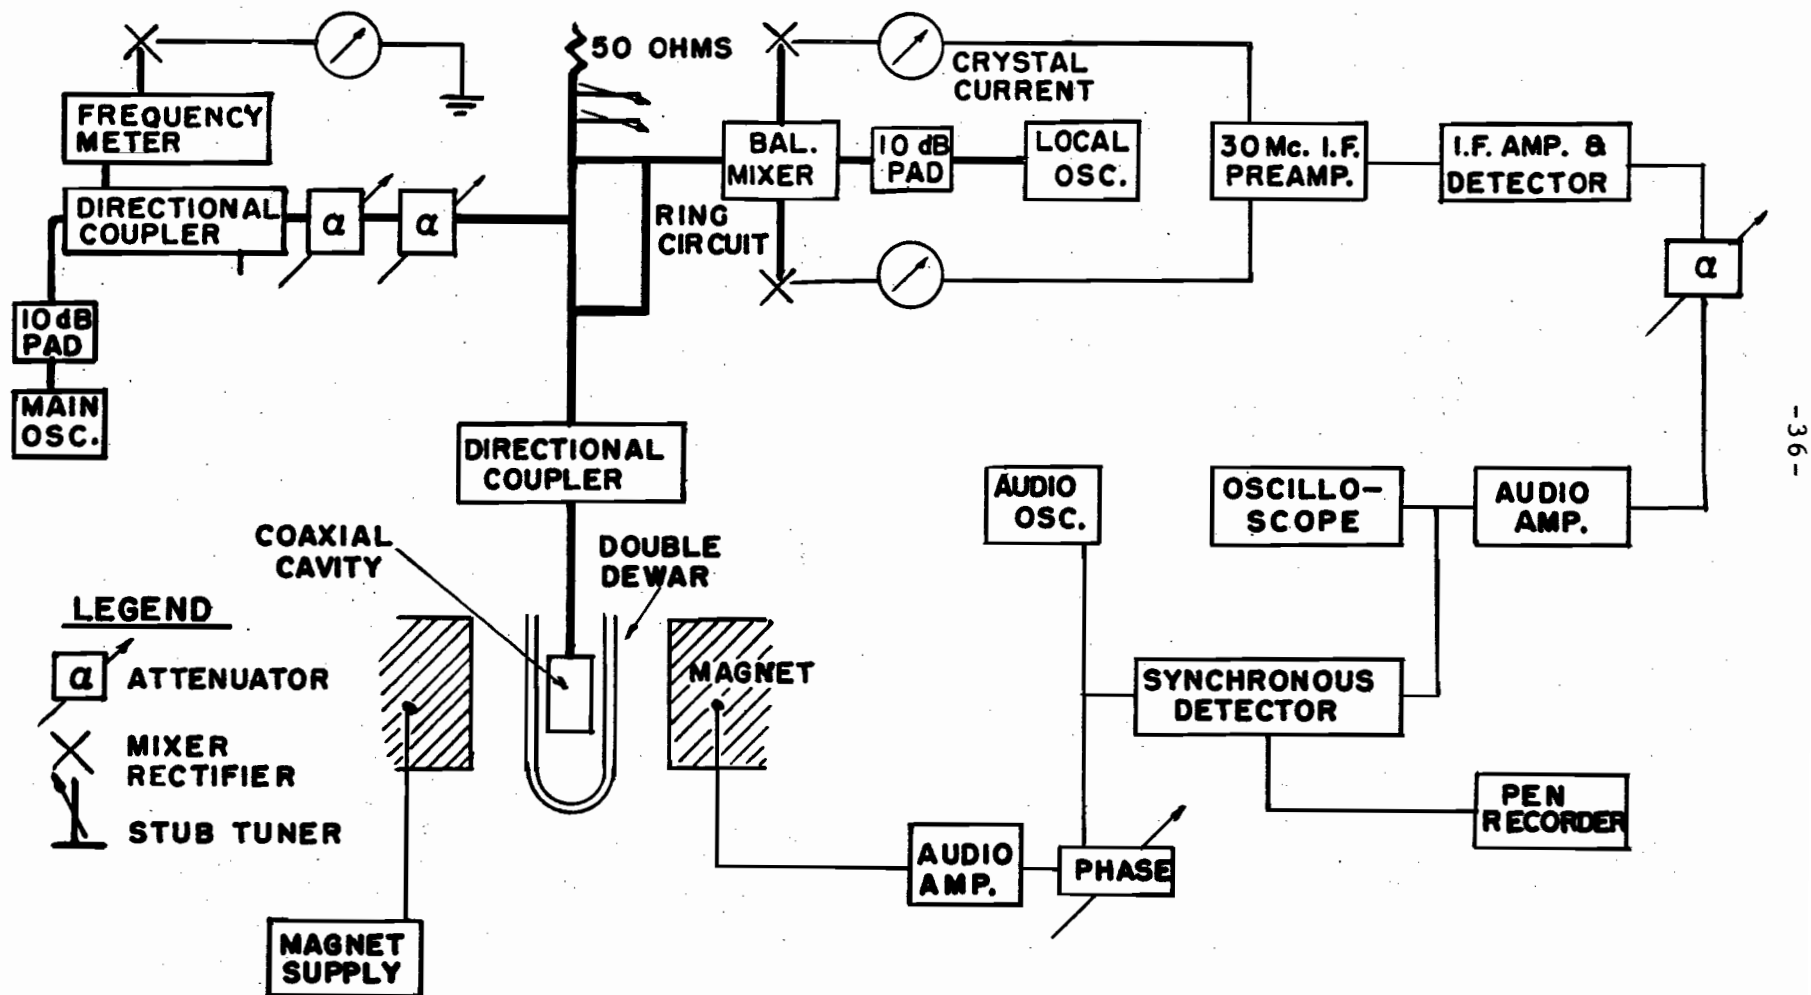 50 OHMS
CRYSTAL
CURRENT
FREQUENCY
METER
BAL.
MIXER
10 dB
PAD
LOCAL
OSC.
30 Mc. I.F.
PREAMP.
I.F. AMP. &
DETECTOR
DIRECTIONAL
COUPLER
α
α
RING
CIRCUIT
α
10 dB
PAD
MAIN
OSC.
DIRECTIONAL
COUPLER
AUDIO
OSC.
OSCILLO-
SCOPE
AUDIO
AMP.
-36-
COAXIAL
CAVITY
DOUBLE
DEWAR
LEGEND
α ATTENUATOR
MIXER
RECTIFIER
STUB TUNER
MAGNET
SYNCHRONOUS
DETECTOR
PEN
RECORDER
AUDIO
AMP.
PHASE
MAGNET
SUPPLY